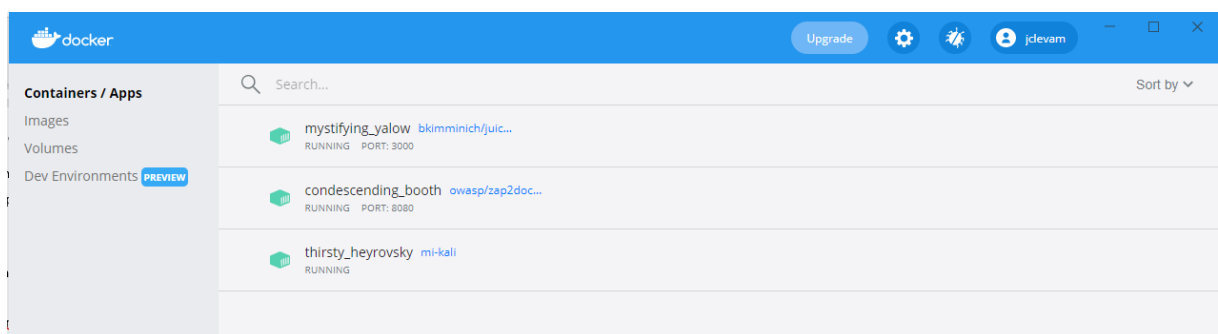 docker
Upgrade
jclevam
Containers / Apps
Images
Volumes
Dev Environments PREVIEW
Search...
Sort by
mystifying_yalow bkimminich/juic...
RUNNING PORT: 3000
condescending_booth owasp/zap2doc...
RUNNING PORT: 8080
thirsty_heyrovsky mi-kali
RUNNING